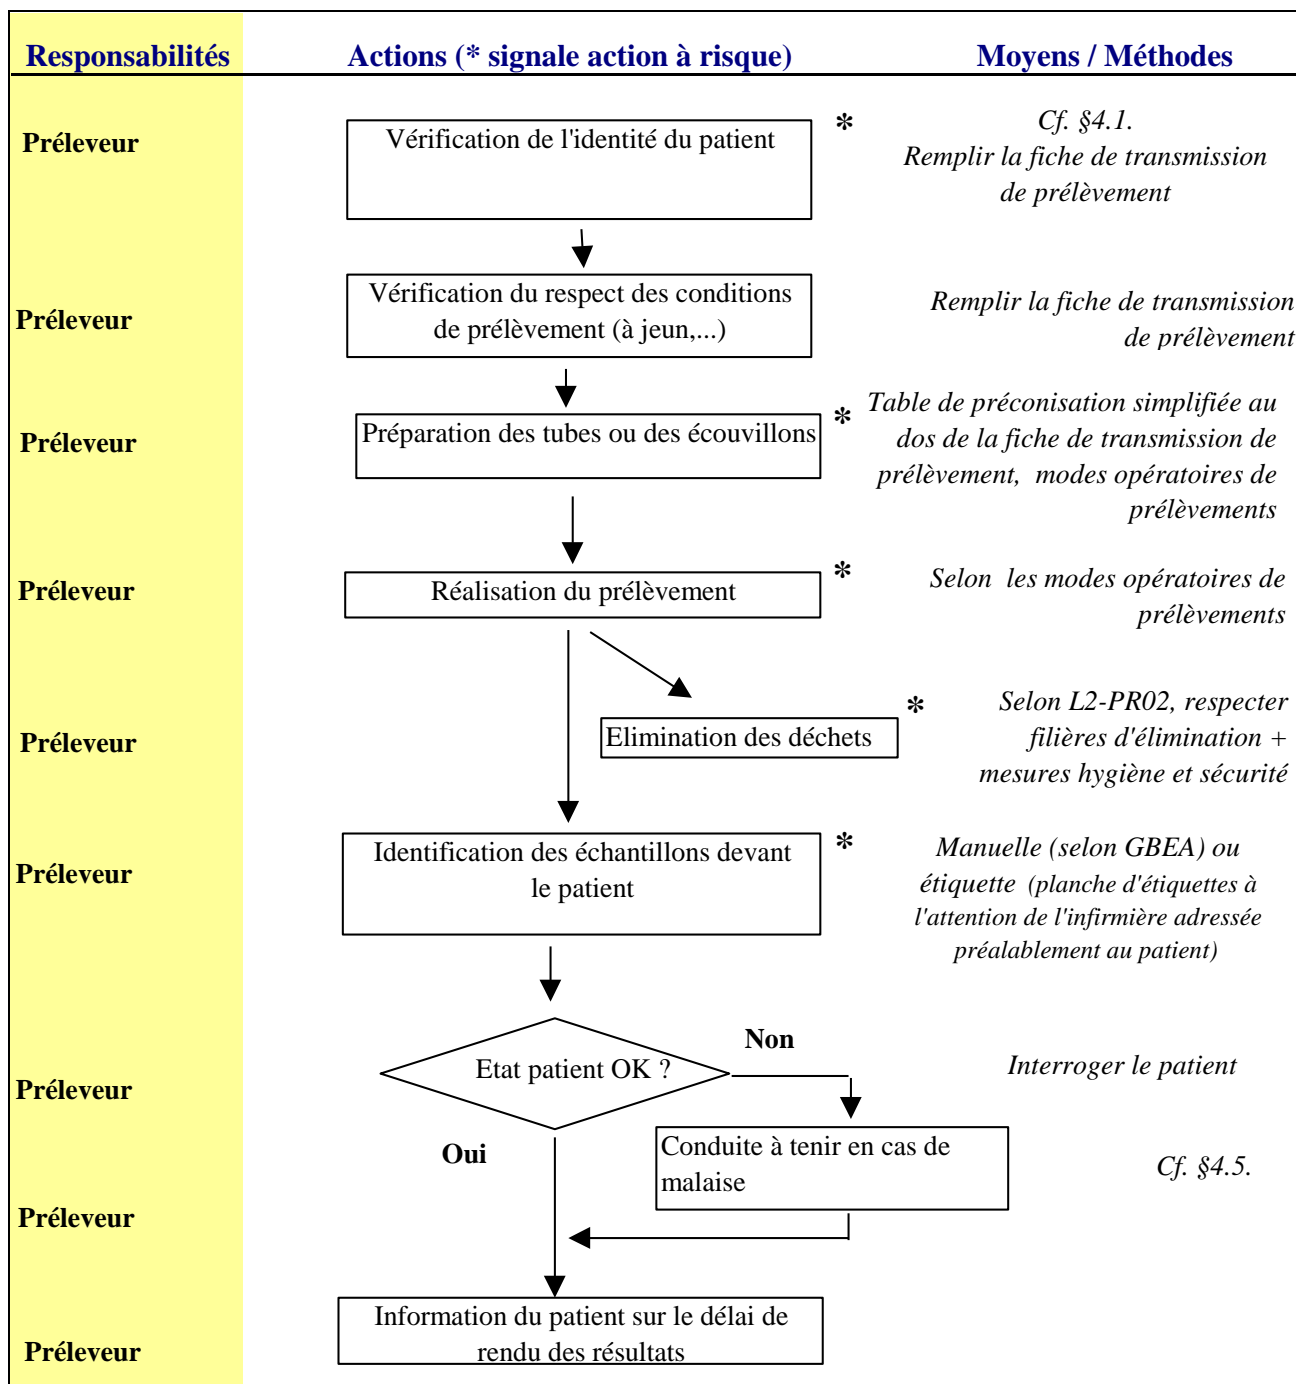 Responsabilités Actions (* signale action à risque) Moyens / Méthodes
Préleveur
Vérification de l'identité du patient
*
Cf. §4.1.
Remplir la fiche de transmission
de prélèvement
Préleveur
Vérification du respect des conditions
de prélèvement (à jeun,...)
Remplir la fiche de transmission
de prélèvement
Préleveur
Préparation des tubes ou des écouvillons
*
Table de préconisation simplifiée au
dos de la fiche de transmission de
prélèvement, modes opératoires de
prélèvements
Préleveur
Réalisation du prélèvement
*
Selon les modes opératoires de
prélèvements
Préleveur
Elimination des déchets
*
Selon L2-PR02, respecter
filières d'élimination +
mesures hygiène et sécurité
Préleveur
Identification des échantillons devant
le patient
*
Manuelle (selon GBEA) ou
étiquette (planche d'étiquettes à
l'attention de l'infirmière adressée
préalablement au patient)
Préleveur
Etat patient OK ?
Non
Interroger le patient
Oui
Préleveur
Conduite à tenir en cas de
malaise
Cf. §4.5.
Préleveur
Information du patient sur le délai de
rendu des résultats